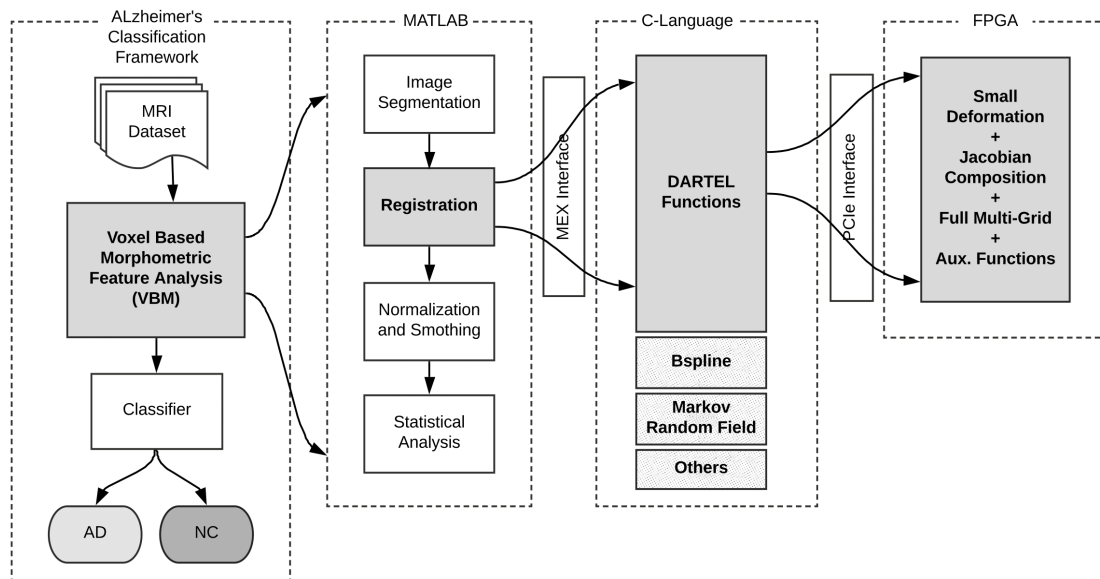 ALzheimer's
Classification
Framework
MRI
Dataset
Voxel Based
Morphometric
Feature Analysis
(VBM)
Classifier
AD
NC
MATLAB
Image
Segmentation
Registration
Normalization
and Smothing
Statistical
Analysis
MEX Interface
C-Language
DARTEL
Functions
Bspline
Markov
Random Field
Others
PCIe Interface
FPGA
Small
Deformation
+
Jacobian
Composition
+
Full Multi-Grid
+
Aux. Functions